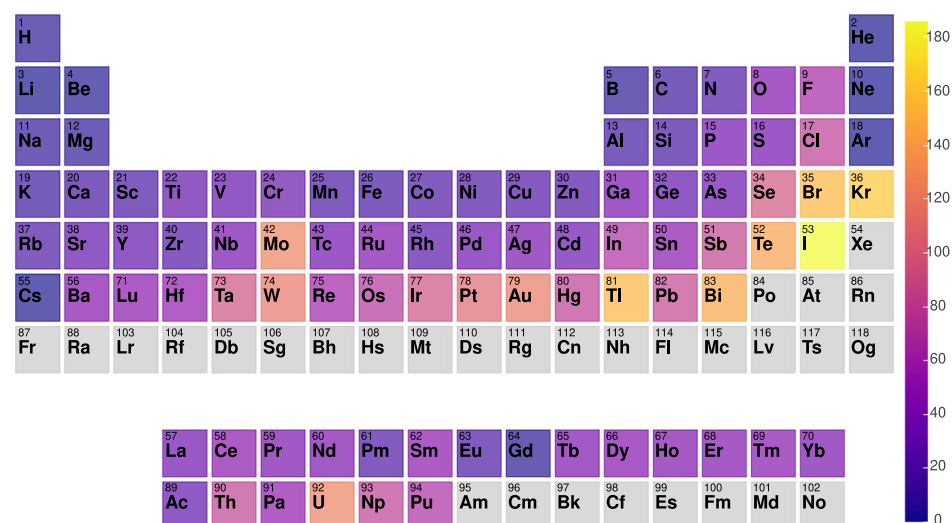 1 2
H He
3 4 5 6 7 8 9 10
Li Be B C N O F Ne
11 12 13 14 15 16 17 18
Na Mg Al Si P S Cl Ar
19 20 21 22 23 24 25 26 27 28 29 30 31 32 33 34 35 36
K Ca Sc Ti V Cr Mn Fe Co Ni Cu Zn Ga Ge As Se Br Kr
37 38 39 40 41 42 43 44 45 46 47 48 49 50 51 52 53 54
Rb Sr Y Zr Nb Mo Tc Ru Rh Pd Ag Cd In Sn Sb Te I Xe
55 56 71 72 73 74 75 76 77 78 79 80 81 82 83 84 85 86
Cs Ba Lu Hf Ta W Re Os Ir Pt Au Hg Tl Pb Bi Po At Rn
87 88 103 104 105 106 107 108 109 110 111 112 113 114 115 116 117 118
Fr Ra Lr Rf Db Sg Bh Hs Mt Ds Rg Cn Nh Fl Mc Lv Ts Og
57 58 59 60 61 62 63 64 65 66 67 68 69 70
La Ce Pr Nd Pm Sm Eu Gd Tb Dy Ho Er Tm Yb
89 90 91 92 93 94 95 96 97 98 99 100 101 102
Ac Th Pa U Np Pu Am Cm Bk Cf Es Fm Md No
180
160
140
120
100
80
60
40
20
0